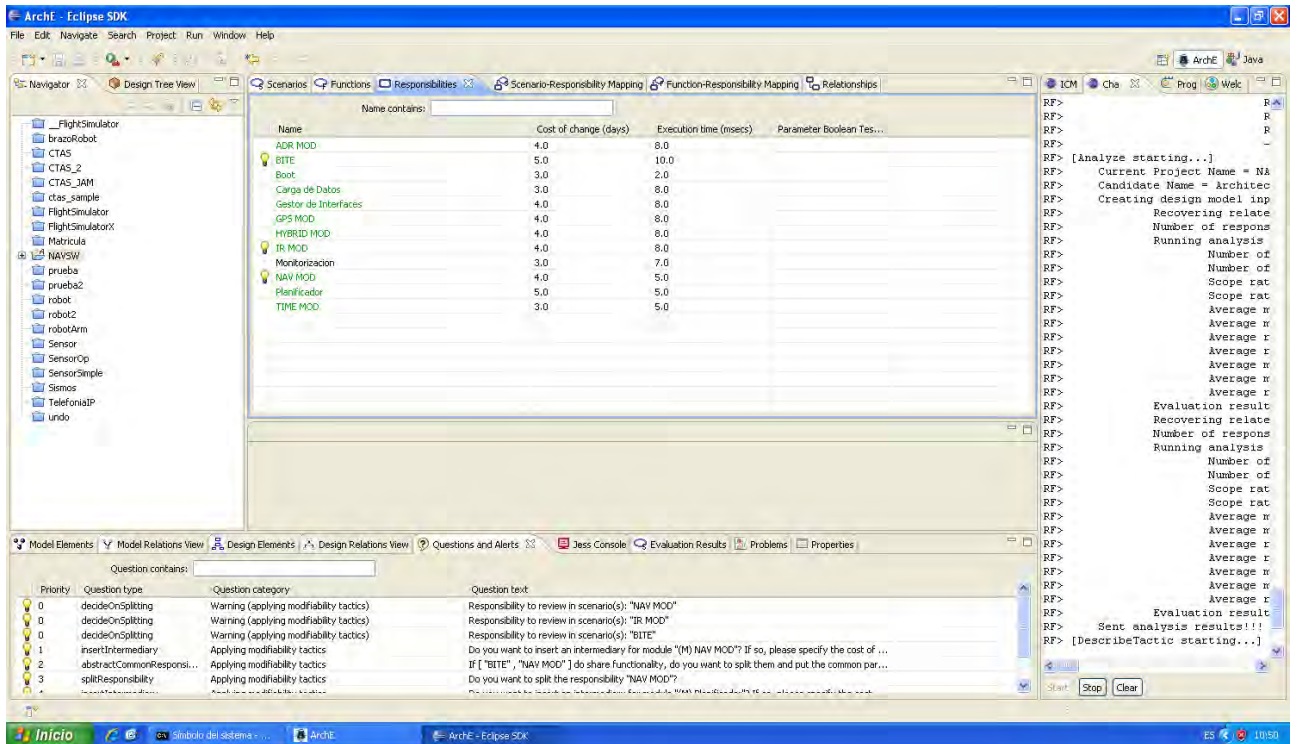 ArchE - Eclipse SDK
File Edit Navigate Search Project Run Window Help
ArchE Java
Navigator Design Tree View
__FlightSimulator
brazoRobot
CTAS
CTAS_2
CTAS_JAM
ctas_sample
FlightSimulator
FlightSimulatorX
Matricula
NAVSW
prueba
prueba2
robot
robot2
robotArm
Sensor
SensorOp
SensorSimple
Sismos
TelefoniaIP
undo
Scenarios Functions Responsibilities Scenario-Responsibility Mapping Function-Responsibility Mapping Relationships
Name contains:
Name Cost of change (days) Execution time (msecs) Parameter Boolean Tes...
ADR MOD 4.0 8.0
BITE 5.0 10.0
Boot 3.0 2.0
Carga de Datos 3.0 8.0
Gestor de Interfaces 4.0 8.0
GPS MOD 4.0 8.0
HYBRID MOD 4.0 8.0
IR MOD 4.0 8.0
Monitorizacion 3.0 7.0
NAV MOD 4.0 5.0
Planificador 5.0 5.0
TIME MOD 3.0 5.0
ICM Cha Prog Welc
RF> R
RF> R
RF> R
RF> -
RF> [Analyze starting...]
RF> Current Project Name = NA
RF> Candidate Name = Architec
RF> Creating design model inp
RF> Recovering relate
RF> Number of respons
RF> Running analysis
RF> Number of
RF> Number of
RF> Scope rat
RF> Scope rat
RF> Average m
RF> Average m
RF> Average r
RF> Average r
RF> Average m
RF> Average m
RF> Average r
RF> Evaluation result
RF> Recovering relate
RF> Number of respons
RF> Running analysis
RF> Number of
RF> Number of
RF> Scope rat
RF> Scope rat
RF> Average m
RF> Average m
RF> Average r
RF> Average r
RF> Average m
RF> Average m
RF> Average r
RF> Evaluation result
RF> Sent analysis results!!!
RF> [DescribeTactic starting...]
Start Stop Clear
Model Elements Model Relations View Design Elements Design Relations View Questions and Alerts Jess Console Evaluation Results Problems Properties
Question contains:
Priority Question type Question category Question text
0 decideOnSplitting Warning (applying modifiability tactics) Responsibility to review in scenario(s): "NAV MOD"
0 decideOnSplitting Warning (applying modifiability tactics) Responsibility to review in scenario(s): "IR MOD"
0 decideOnSplitting Warning (applying modifiability tactics) Responsibility to review in scenario(s): "BITE"
1 insertIntermediary Applying modifiability tactics Do you want to insert an intermediary for module "(M) NAV MOD"? If so, please specify the cost of ...
2 abstractCommonResponsi... Applying modifiability tactics If [ "BITE" , "NAV MOD" ] do share functionality, do you want to split them and put the common par...
3 splitResponsibility Applying modifiability tactics Do you want to split the responsibility "NAV MOD"?
Inicio Símbolo del sistema - ... ArchE ArchE - Eclipse SDK ES 10:50